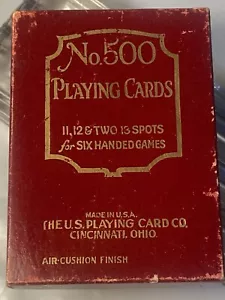 No. 500
PLAYING CARDS
11, 12 & TWO 13 SPOTS
for SIX HANDED GAMES
MADE IN U.S.A.
THE U.S. PLAYING CARD CO.
CINCINNATI, OHIO.
AIR-CUSHION FINISH